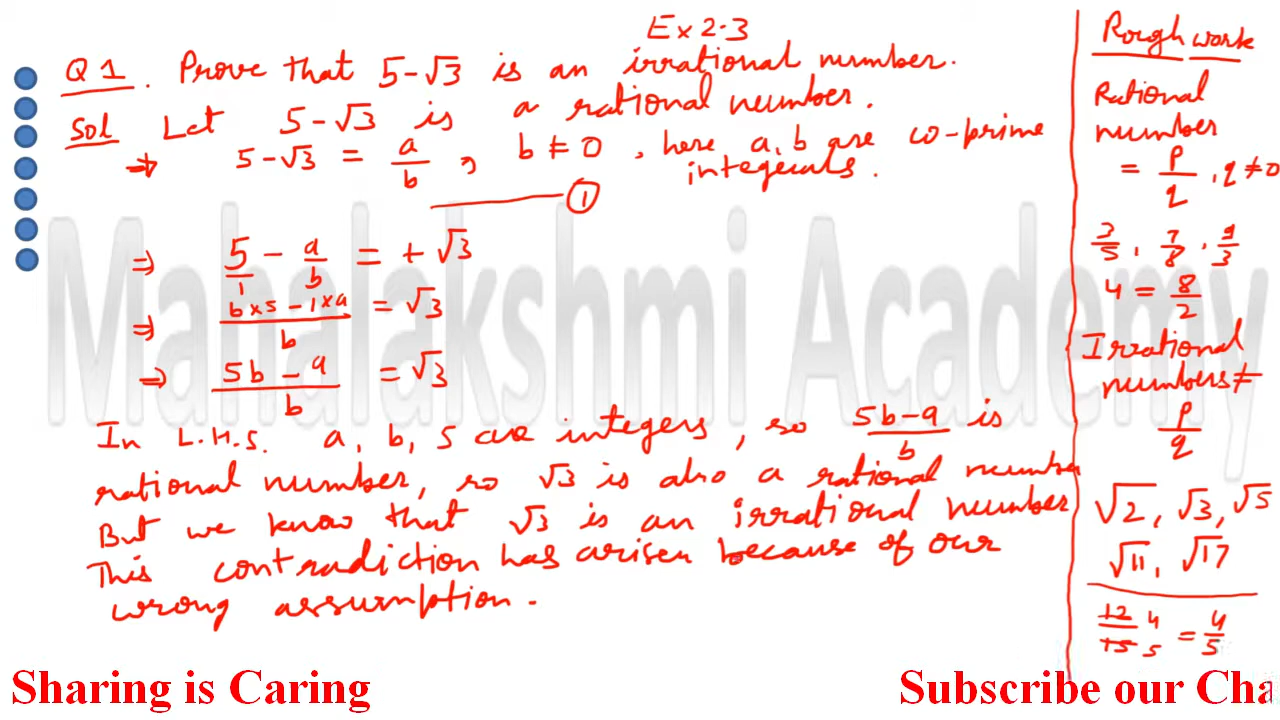 Ex 2.3
Q1. Prove that 5-√3 is an irrational number.
Sol Let 5-√3 is a rational number.
⇒ 5-√3 = a/b, b≠0, here a, b are co-prime
integerals.
①
⇒ 5/1 - a/b = +√3
⇒ (b×5-1×a)/b = √3
⇒ (5b-a)/b = √3
In L.H.S. a, b, 5 are integers, so (5b-a)/b is
rational number, so √3 is also a rational number
But we know that √3 is an irrational number
This contradiction has arisen because of our
wrong assumption.
Rough work
Rational
number
= p/q, q≠0
3/5, 7/8, 9/3
4 = 8/2
Irrational
numbers≠
p/q
√2, √3, √5
√11, √17
12/15 4/5 = 4/5
Mahalakshmi Academy
Sharing is Caring
Subscribe our Cha